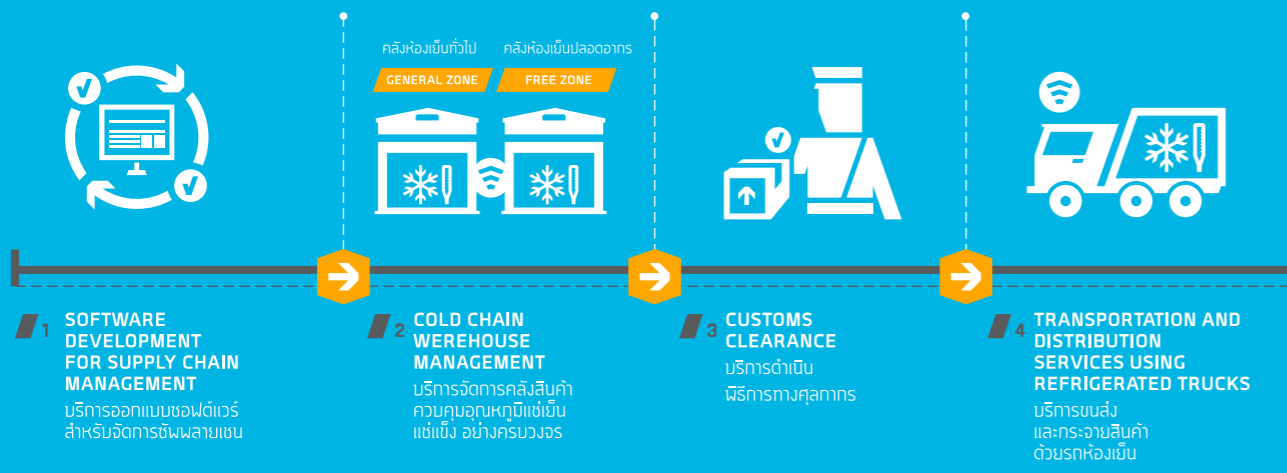 คลังห้องเย็นทั่วไป
GENERAL ZONE
คลังห้องเย็นปลอดอากร
FREE ZONE
1
SOFTWARE
DEVELOPMENT
FOR SUPPLY CHAIN
MANAGEMENT
บริการออกแบบซอฟต์แวร์
สำหรับจัดการซัพพลายเชน
2
COLD CHAIN
WEREHOUSE
MANAGEMENT
บริการจัดการคลังสินค้า
ควบคุมอุณหภูมิแช่เย็น
แช่แข็ง อย่างครบวงจร
3
CUSTOMS
CLEARANCE
บริการดำเนิน
พิธีการทางศุลกากร
4
TRANSPORTATION AND
DISTRIBUTION
SERVICES USING
REFRIGERATED TRUCKS
บริการขนส่ง
และกระจายสินค้า
ด้วยรถห้องเย็น